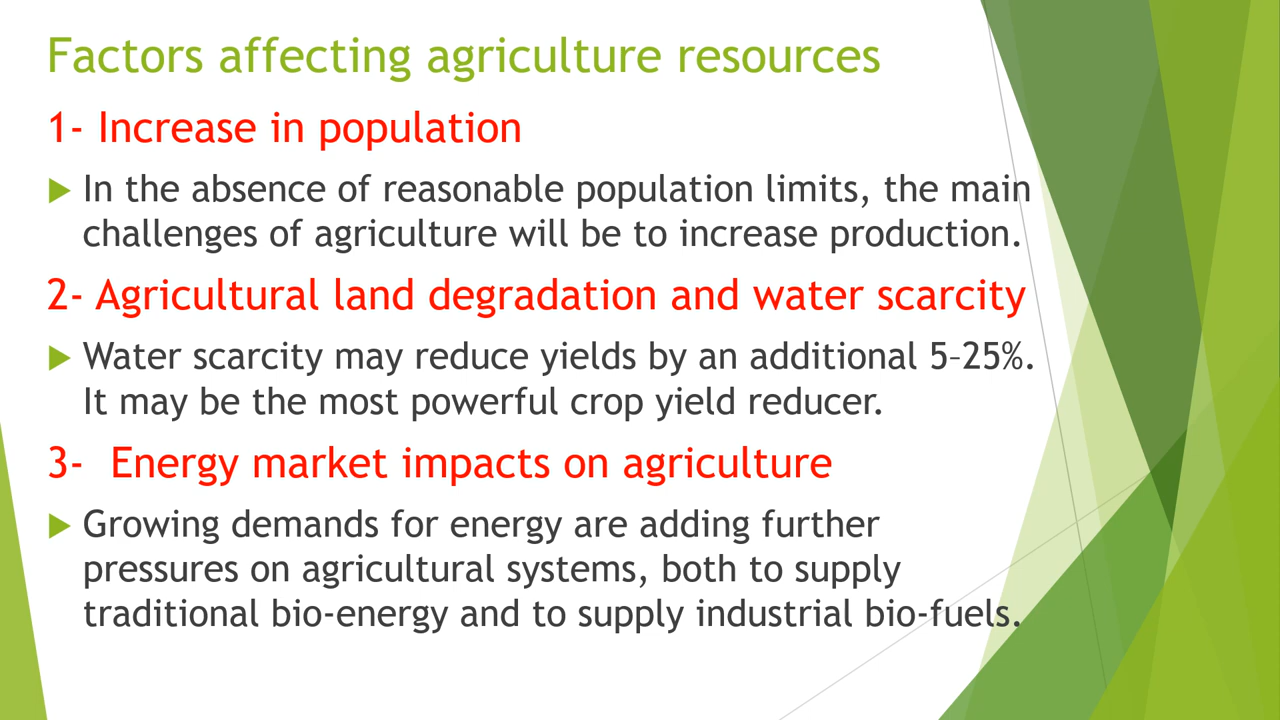 Factors affecting agriculture resources
1- Increase in population
In the absence of reasonable population limits, the main
challenges of agriculture will be to increase production.
2- Agricultural land degradation and water scarcity
Water scarcity may reduce yields by an additional 5–25%.
It may be the most powerful crop yield reducer.
3-  Energy market impacts on agriculture
Growing demands for energy are adding further
pressures on agricultural systems, both to supply
traditional bio-energy and to supply industrial bio-fuels.